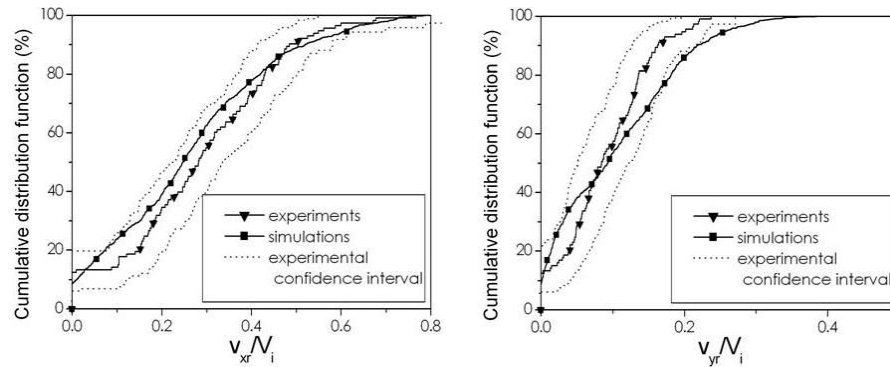 Cumulative distribution function (%)
100
80
60
40
20
0
experiments
simulations
experimental
confidence interval
0.0
0.2
0.4
0.6
0.8
v_xr/V_i
Cumulative distribution function (%)
100
80
60
40
20
0
experiments
simulations
experimental
confidence interval
0.0
0.2
0.4
v_yr/V_i